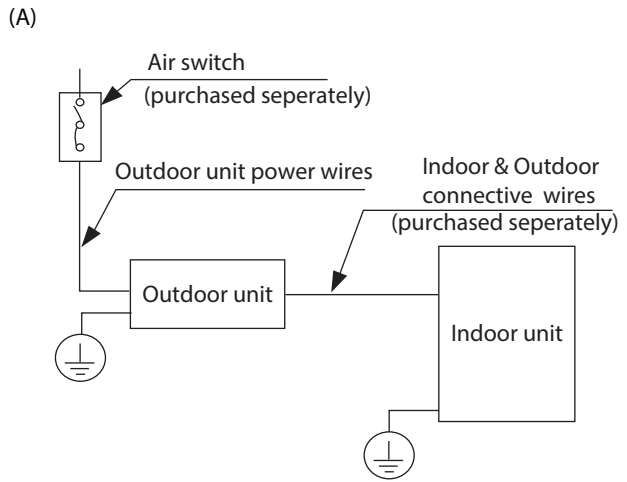 (A)
Air switch
(purchased seperately)
Outdoor unit power wires
Indoor & Outdoor
connective wires
(purchased seperately)
Outdoor unit
Indoor unit